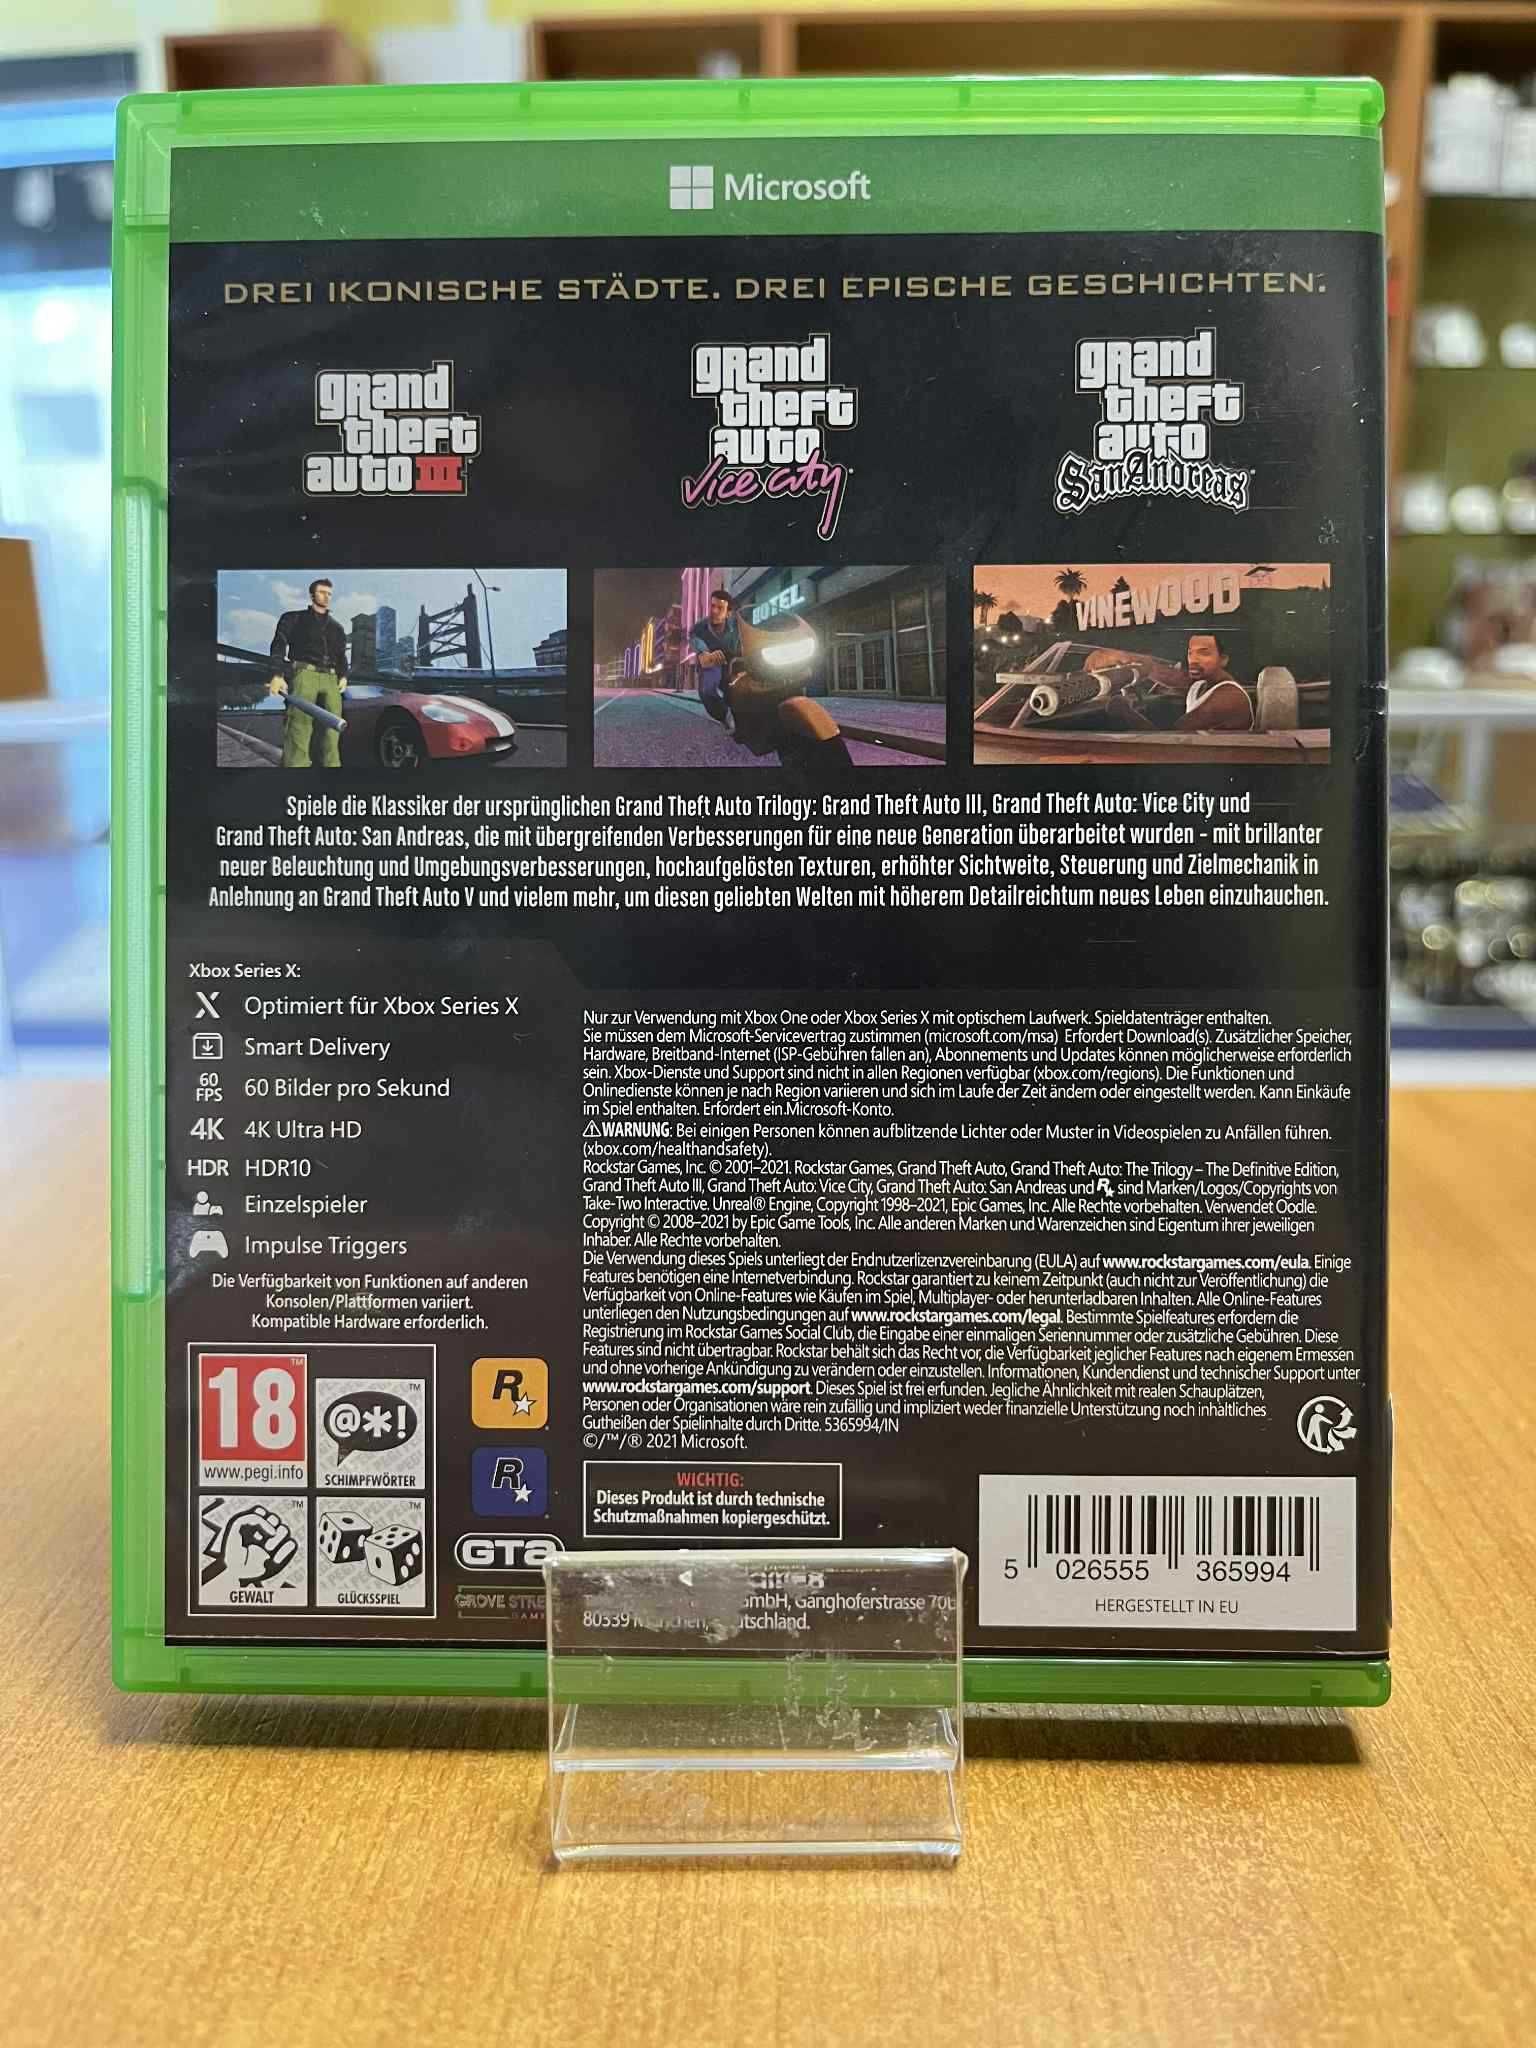 Microsoft
DREI IKONISCHE STÄDTE. DREI EPISCHE GESCHICHTEN.
grand
theft
auto III
grand
theft
auto
Vice City
grand
theft
auto
San Andreas
HOTEL
VINEWOOD
Spiele die Klassiker der ursprünglichen Grand Theft Auto Trilogy: Grand Theft Auto III, Grand Theft Auto: Vice City und
Grand Theft Auto: San Andreas, die mit übergreifenden Verbesserungen für eine neue Generation überarbeitet wurden – mit brillanter
neuer Beleuchtung und Umgebungsverbesserungen, hochaufgelösten Texturen, erhöhter Sichtweite, Steuerung und Zielmechanik in
Anlehnung an Grand Theft Auto V und vielem mehr, um diesen geliebten Welten mit höherem Detailreichtum neues Leben einzuhauchen.
Xbox Series X:
X Optimiert für Xbox Series X
Smart Delivery
60 FPS 60 Bilder pro Sekund
4K 4K Ultra HD
HDR HDR10
Einzelspieler
Impulse Triggers
Die Verfügbarkeit von Funktionen auf anderen
Konsolen/Plattformen variiert.
Kompatible Hardware erforderlich.
Nur zur Verwendung mit Xbox One oder Xbox Series X mit optischem Laufwerk. Spieldatenträger enthalten.
Sie müssen dem Microsoft-Servicevertrag zustimmen (microsoft.com/msa) Erfordert Download(s). Zusätzlicher Speicher,
Hardware, Breitband-Internet (ISP-Gebühren fallen an), Abonnements und Updates können möglicherweise erforderlich
sein. Xbox-Dienste und Support sind nicht in allen Regionen verfügbar (xbox.com/regions). Die Funktionen und
Onlinedienste können je nach Region variieren und sich im Laufe der Zeit ändern oder eingestellt werden. Kann Einkäufe
im Spiel enthalten. Erfordert ein Microsoft-Konto.
⚠WARNUNG: Bei einigen Personen können aufblitzende Lichter oder Muster in Videospielen zu Anfällen führen.
(xbox.com/healthandsafety).
Rockstar Games, Inc. © 2001–2021. Rockstar Games, Grand Theft Auto, Grand Theft Auto: The Trilogy – The Definitive Edition,
Grand Theft Auto III, Grand Theft Auto: Vice City, Grand Theft Auto: San Andreas und R★ sind Marken/Logos/Copyrights von
Take-Two Interactive. Unreal® Engine, Copyright 1998–2021, Epic Games, Inc. Alle Rechte vorbehalten. Verwendet Oodle.
Copyright © 2008–2021 by Epic Game Tools, Inc. Alle anderen Marken und Warenzeichen sind Eigentum ihrer jeweiligen
Inhaber. Alle Rechte vorbehalten.
Die Verwendung dieses Spiels unterliegt der Endnutzerlizenzvereinbarung (EULA) auf www.rockstargames.com/eula. Einige
Features benötigen eine Internetverbindung. Rockstar garantiert zu keinem Zeitpunkt (auch nicht zur Veröffentlichung) die
Verfügbarkeit von Online-Features wie Käufen im Spiel, Multiplayer- oder herunterladbaren Inhalten. Alle Online-Features
unterliegen den Nutzungsbedingungen auf www.rockstargames.com/legal. Bestimmte Spielfeatures erfordern die
Registrierung im Rockstar Games Social Club, die Eingabe einer einmaligen Seriennummer oder zusätzliche Gebühren. Diese
Features sind nicht übertragbar. Rockstar behält sich das Recht vor, die Verfügbarkeit jeglicher Features nach eigenem Ermessen
und ohne vorherige Ankündigung zu verändern oder einzustellen. Informationen, Kundendienst und technischer Support unter
www.rockstargames.com/support. Dieses Spiel ist frei erfunden. Jegliche Ähnlichkeit mit realen Schauplätzen,
Personen oder Organisationen wäre rein zufällig und impliziert weder finanzielle Unterstützung noch inhaltliches
Gutheißen der Spielinhalte durch Dritte. 5365994/IN
©/™/® 2021 Microsoft.
18
www.pegi.info
@*!
SCHIMPFWÖRTER
GEWALT
GLÜCKSSPIEL
R★
R★
GTA
GROVE STRE
GAM
WICHTIG:
Dieses Produkt ist durch technische
Schutzmaßnahmen kopiergeschützt.
mbH, Ganghoferstrasse 70
80339
5 026555 365994
HERGESTELLT IN EU